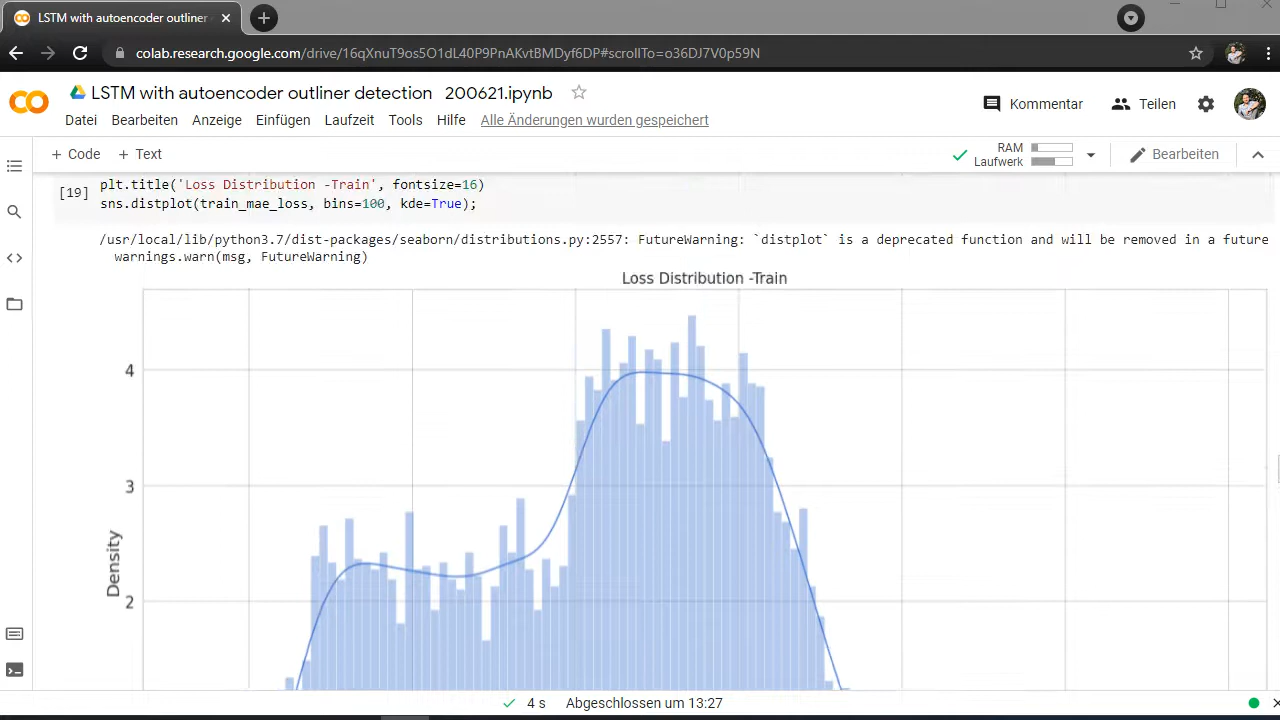 LSTM with autoencoder outliner
colab.research.google.com/drive/16qXnuT9os5O1dL40P9PnAKvtBMDyf6DP#scrollTo=o36DJ7V0p59N
LSTM with autoencoder outliner detection 200621.ipynb
Kommentar
Teilen
Datei Bearbeiten Anzeige Einfügen Laufzeit Tools Hilfe Alle Änderungen wurden gespeichert
+ Code + Text
RAM
Laufwerk
Bearbeiten
[19]
plt.title('Loss Distribution -Train', fontsize=16)
sns.distplot(train_mae_loss, bins=100, kde=True);
/usr/local/lib/python3.7/dist-packages/seaborn/distributions.py:2557: FutureWarning: `distplot` is a deprecated function and will be removed in a future
warnings.warn(msg, FutureWarning)
Loss Distribution -Train
4
3
Density
2
4 s Abgeschlossen um 13:27